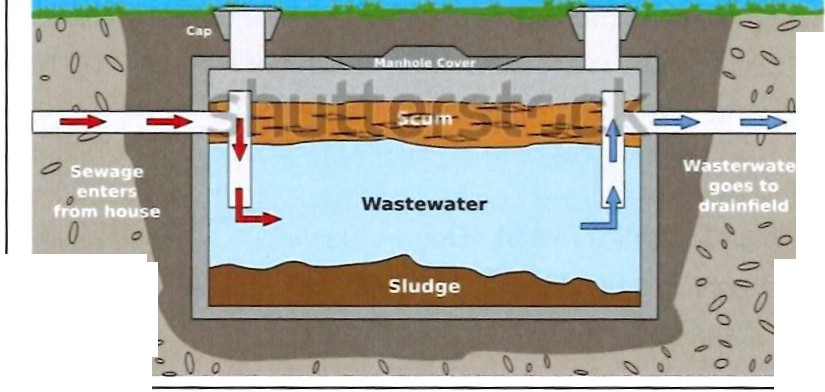 Cap
Manhole Cover
shutterstock
Scum
Sewage
enters
from house
Wastewater
Wasterwate
goes to
drainfield
Sludge